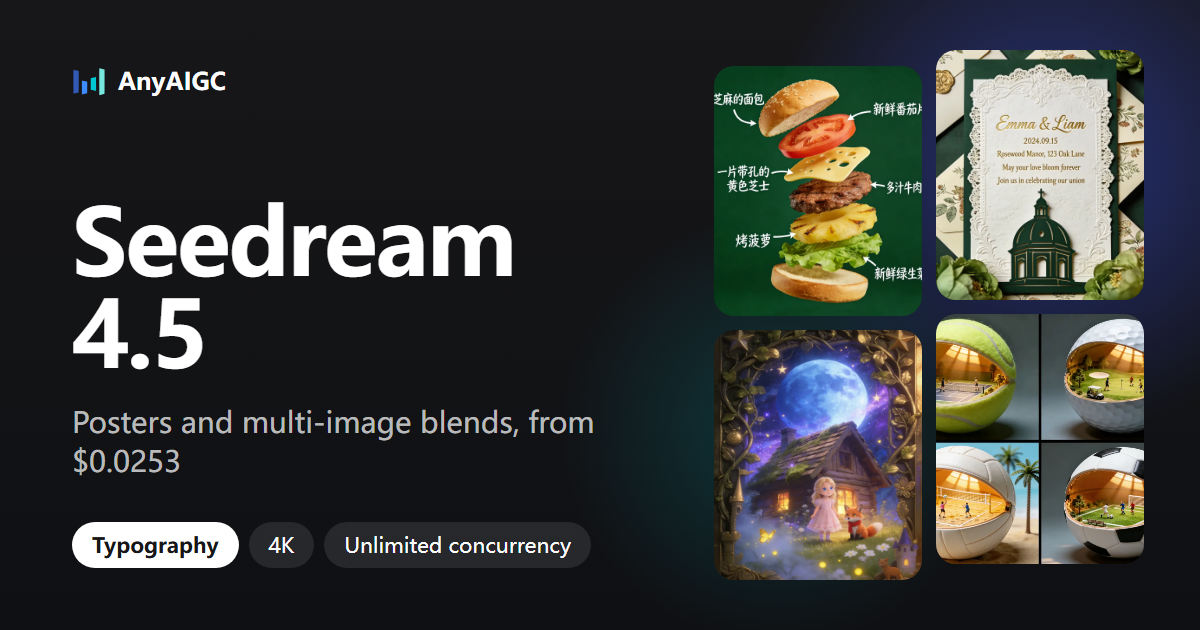 AnyAIGC
Seedream
4.5
Posters and multi-image blends, from
$0.0253
Typography
4K
Unlimited concurrency
芝麻的面包
新鲜番茄片
一片带孔的
黄色芝士
多汁牛肉
烤菠萝
新鲜绿生菜
Emma & Liam
2024.09.15
Rosewood Manor, 123 Oak Lane
May your love bloom forever
Join us in celebrating our union